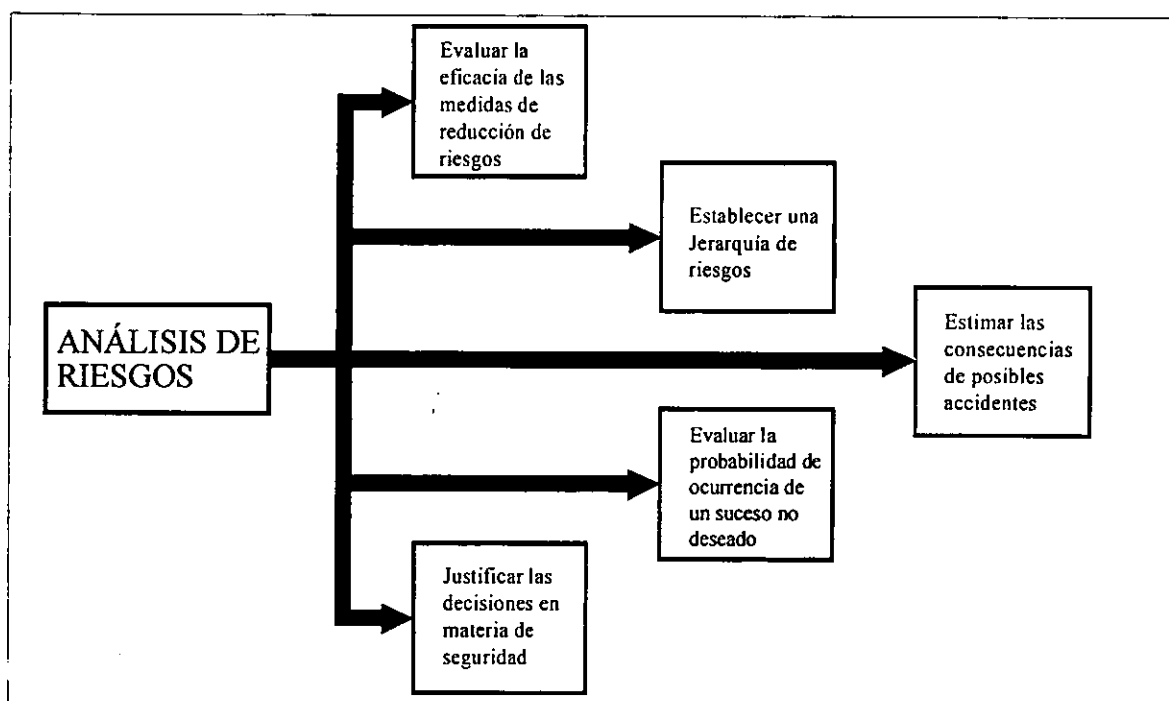 Evaluar la
eficacia de las
medidas de
reducción de
riesgos
Establecer una
Jerarquía de
riesgos
ANÁLISIS DE
RIESGOS
Estimar las
consecuencias
de posibles
accidentes
Evaluar la
probabilidad de
ocurrencia de
un suceso no
deseado
Justificar las
decisiones en
materia de
seguridad